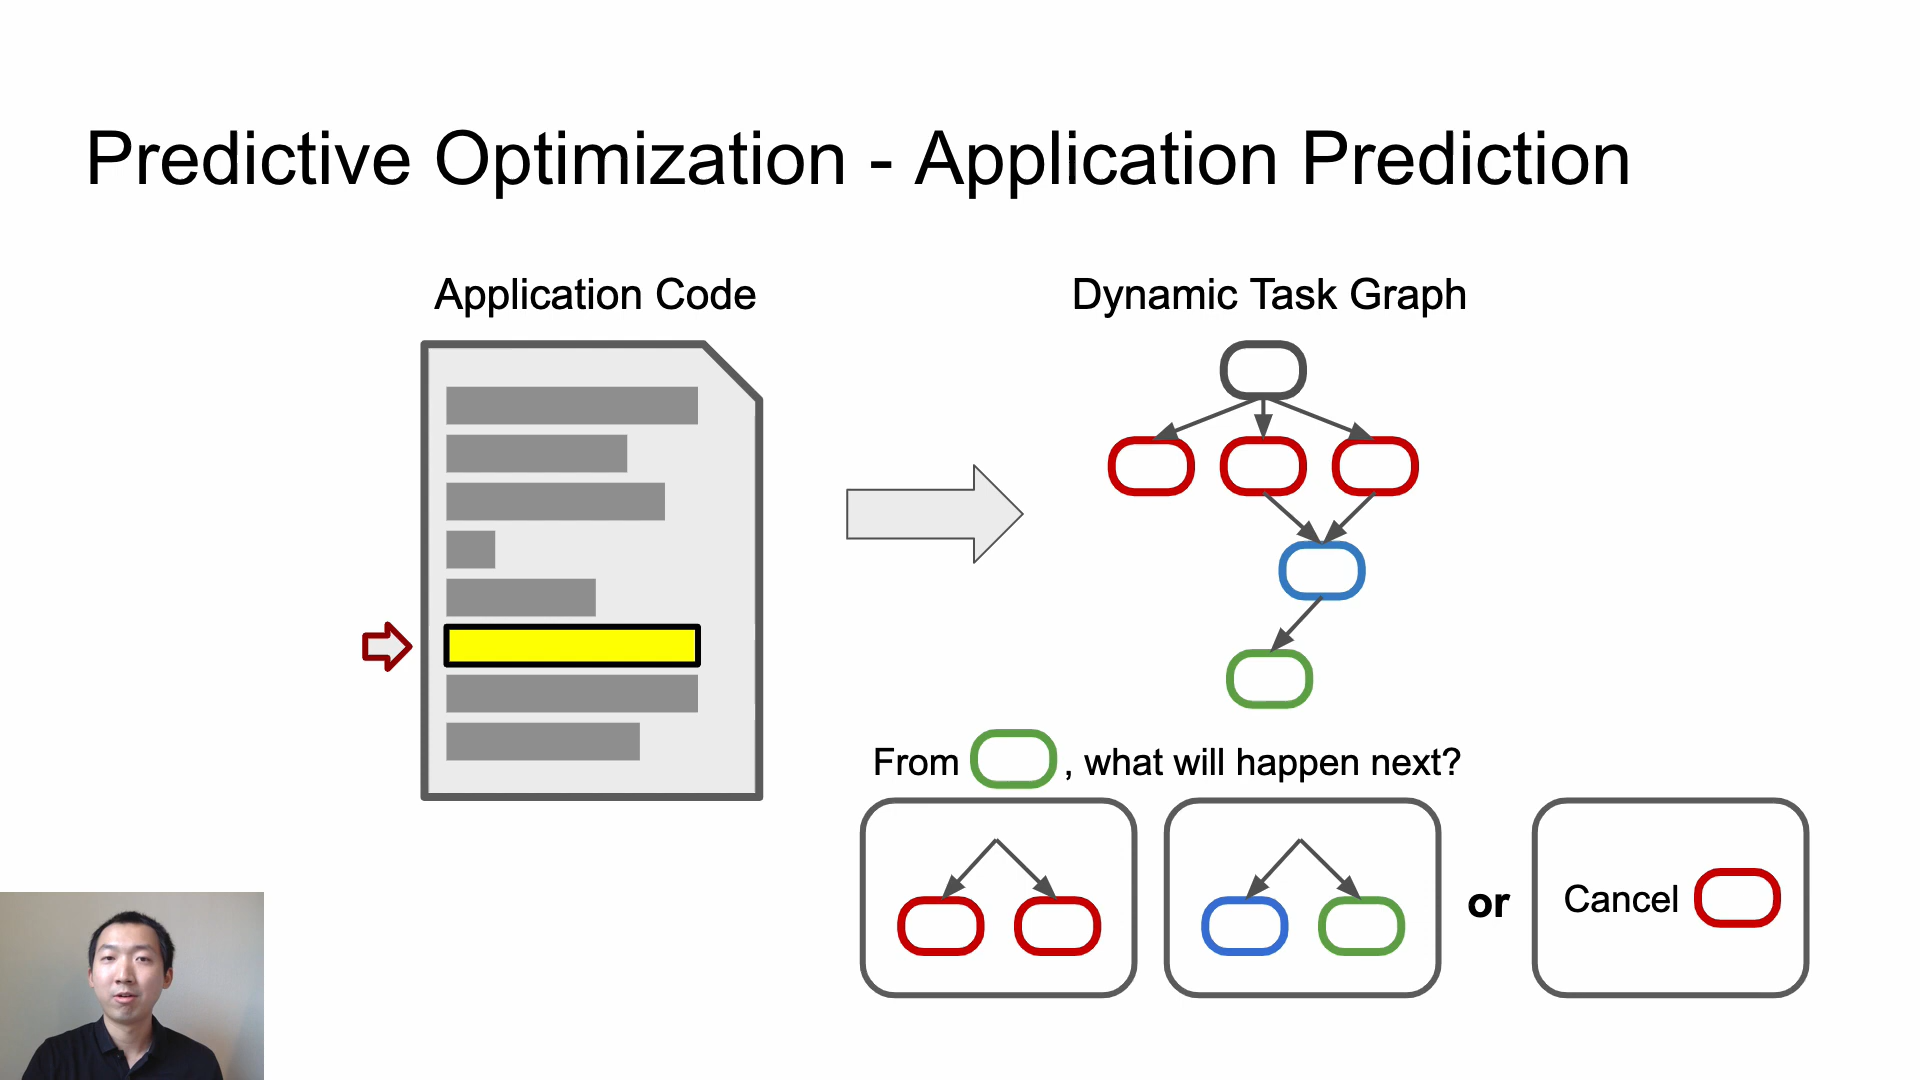 Predictive Optimization - Application Prediction
Application Code
Dynamic Task Graph
From , what will happen next?
or
Cancel